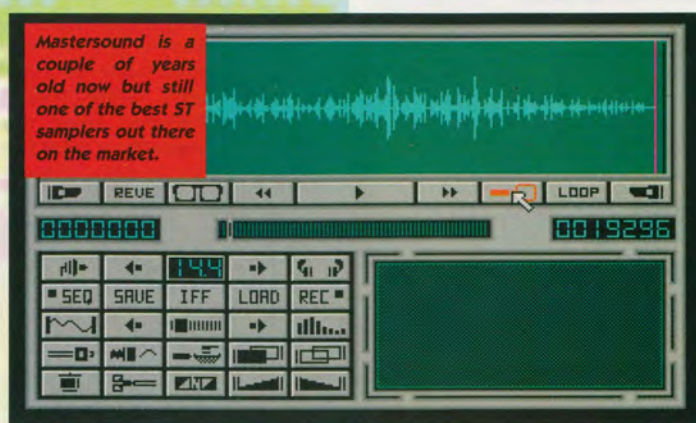 Mastersound is a
couple of years
old now but still
one of the best ST
samplers out there
on the market.
REVE
LOOP
0000000
0019296
14.4
SEQ SAVE IFF LOAD REC